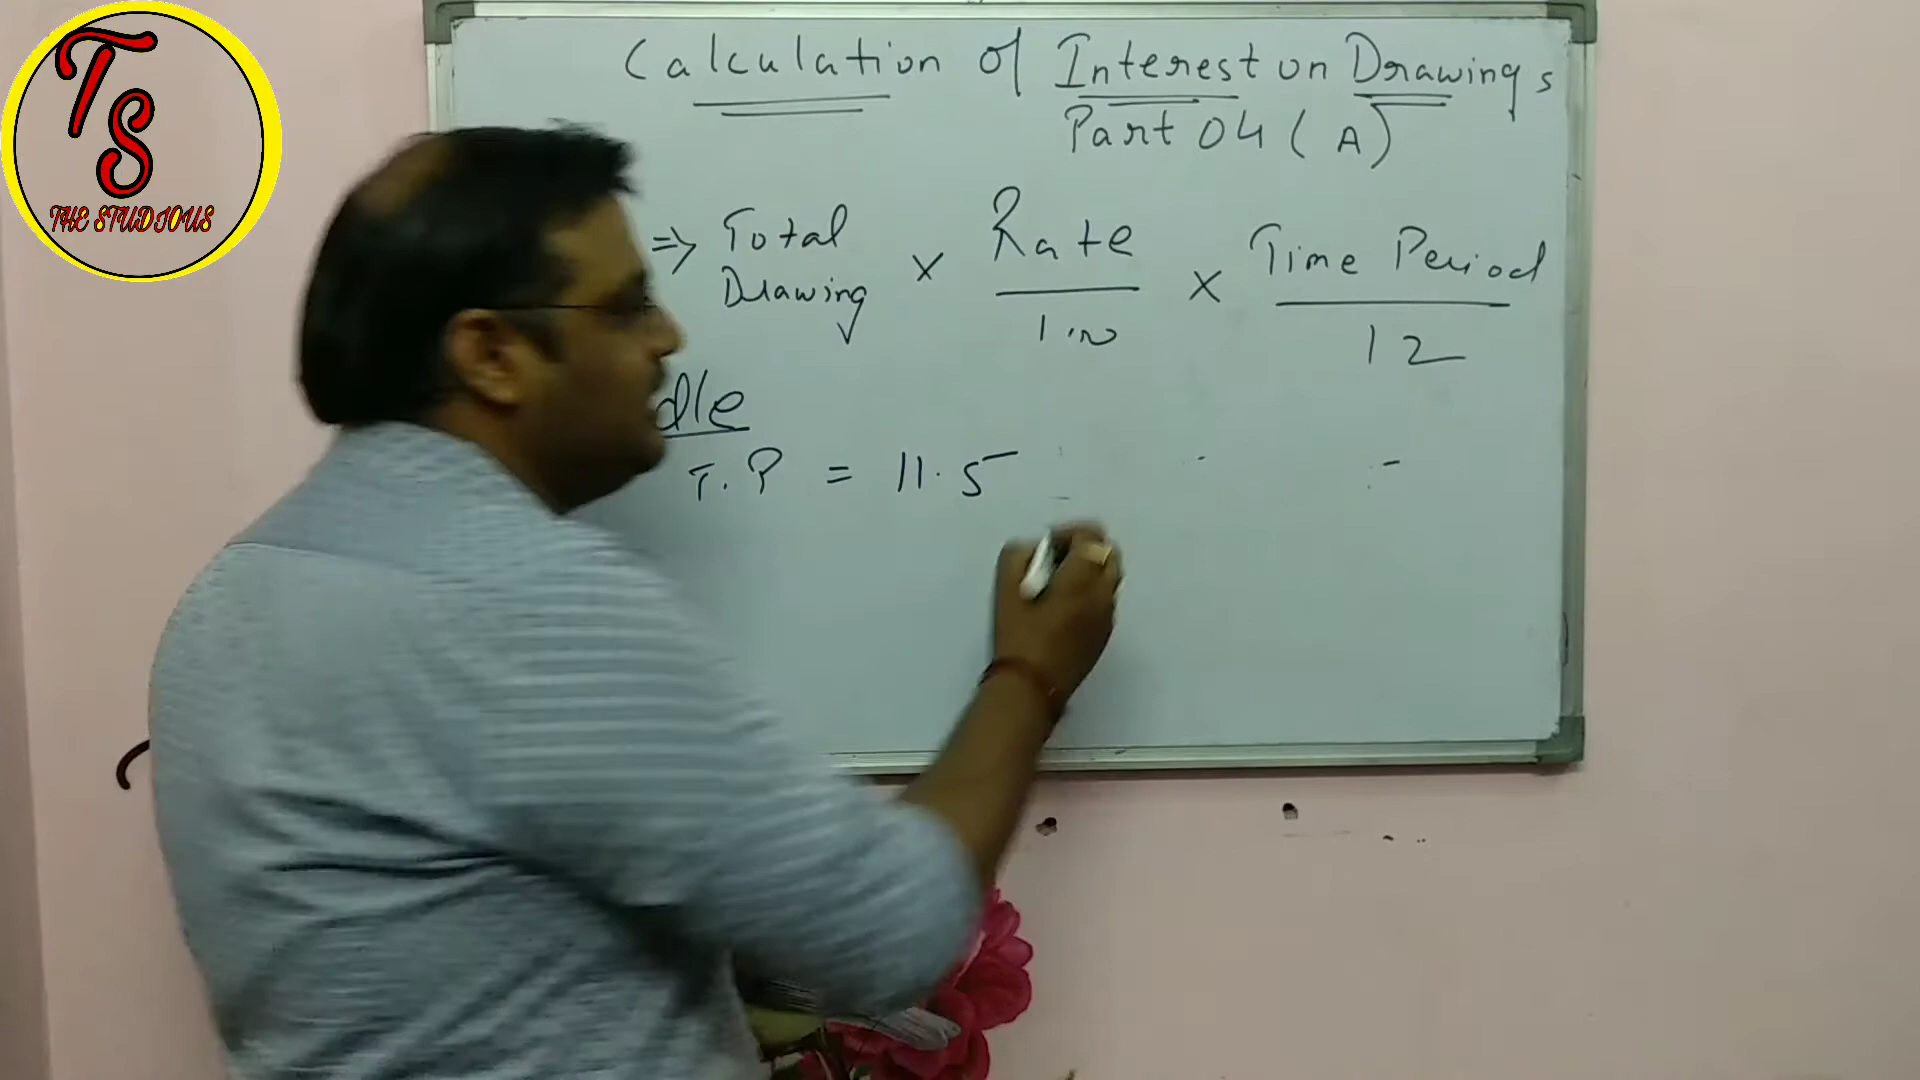 TS
THE STUDIOUS
Calculation of Interest on Drawings
Part 04 (A)
=> Total Drawing × Rate / 100 × Time Period / 12
dle
T.P = 11.5